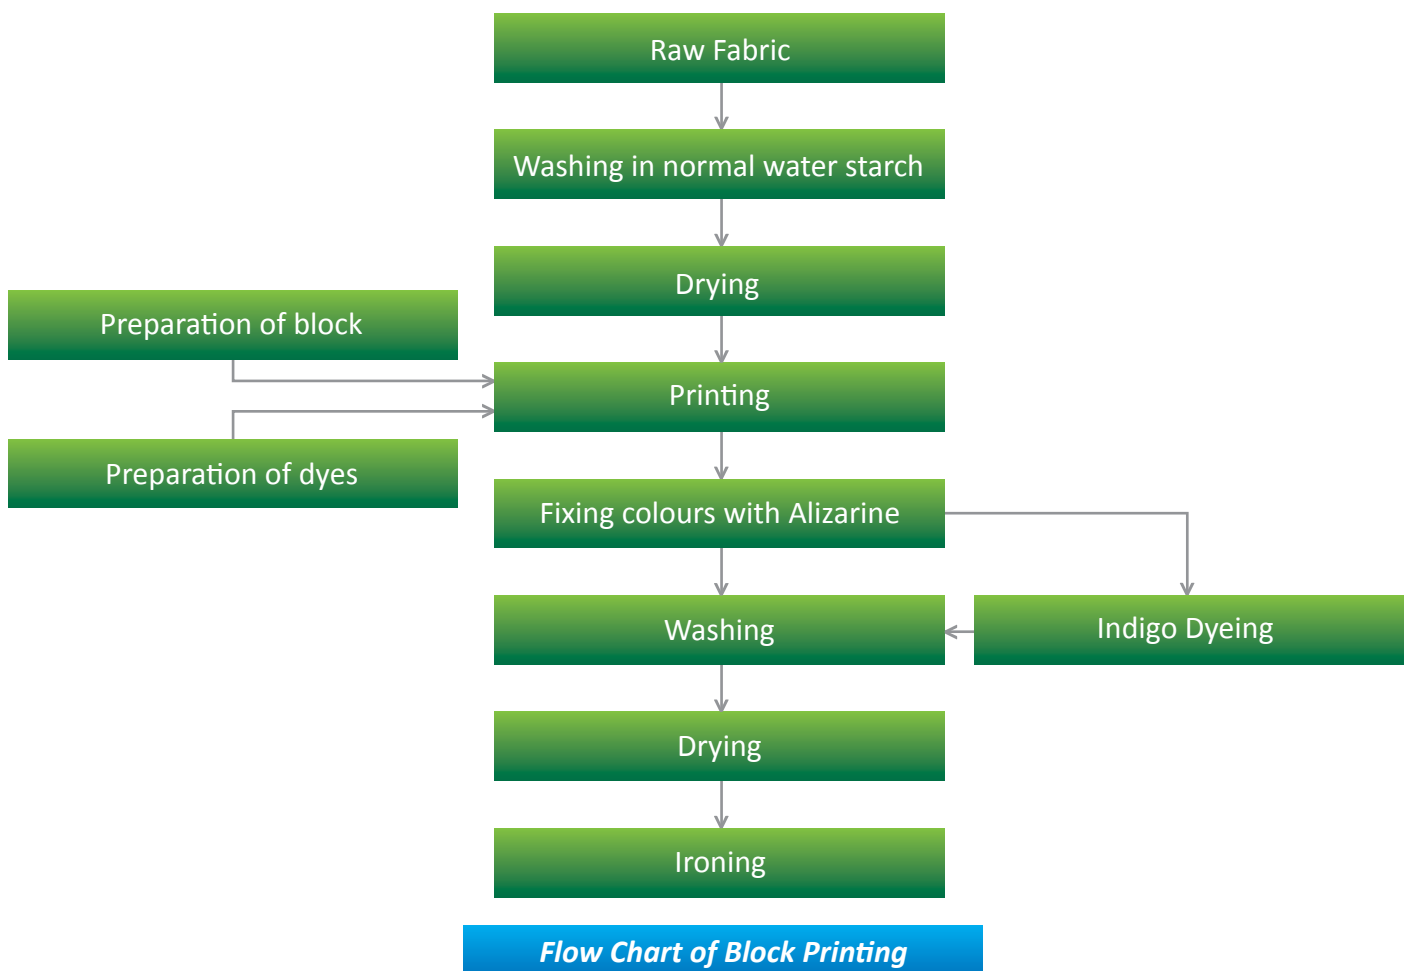 Raw Fabric
Washing in normal water starch
Drying
Preparation of block
Printing
Preparation of dyes
Fixing colours with Alizarine
Washing
Indigo Dyeing
Drying
Ironing
Flow Chart of Block Printing